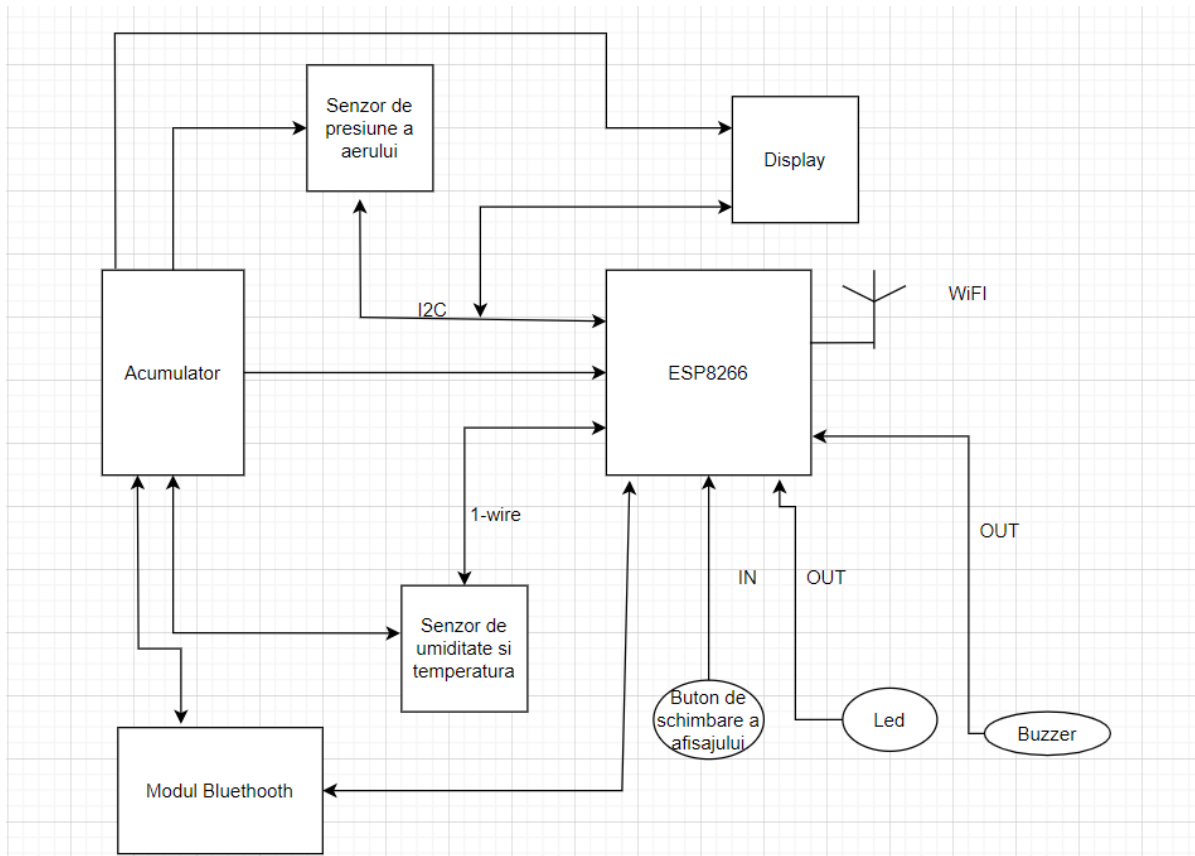 Senzor de
presiune a
aerului
Display
I2C
WiFI
Acumulator
ESP8266
1-wire
OUT
IN
OUT
Senzor de
umiditate si
temperatura
Buton de
schimbare a
afisajului
Led
Buzzer
Modul Bluethooth